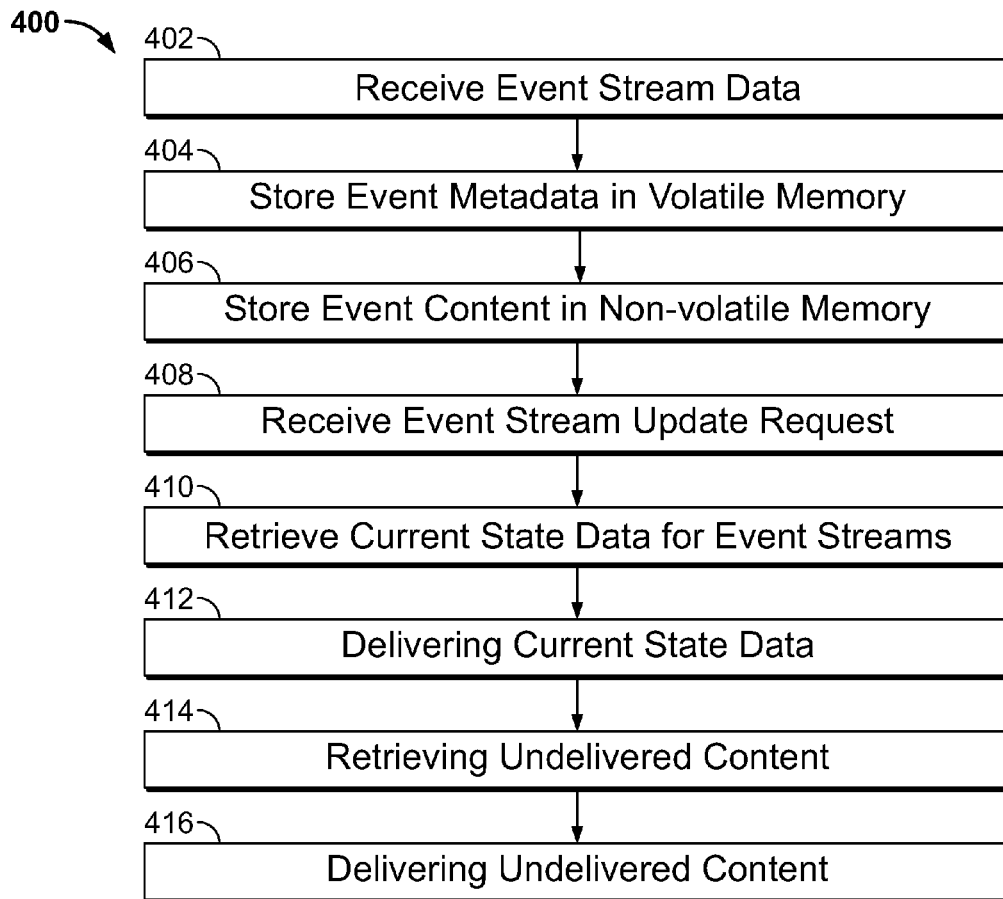 400
402
Receive Event Stream Data
404
Store Event Metadata in Volatile Memory
406
Store Event Content in Non-volatile Memory
408
Receive Event Stream Update Request
410
Retrieve Current State Data for Event Streams
412
Delivering Current State Data
414
Retrieving Undelivered Content
416
Delivering Undelivered Content